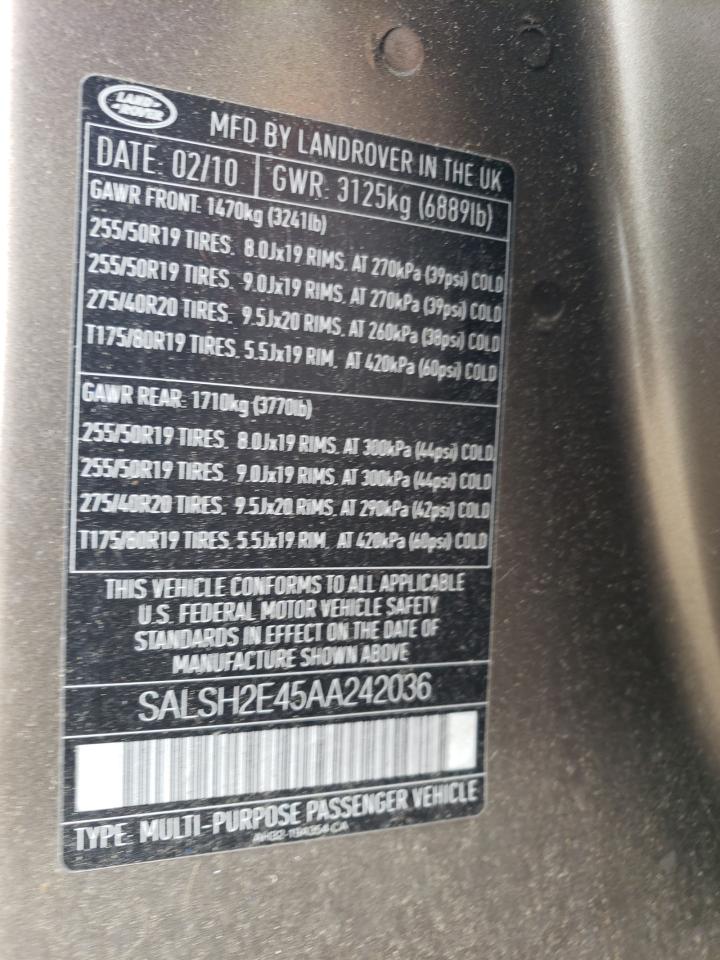 LAND-
-ROVER
MFD BY LANDROVER IN THE UK
DATE: 02/10 GWR: 3125kg (6889lb)
GAWR FRONT: 1470kg (3241lb)
255/50R19 TIRES. 8.0Jx19 RIMS. AT 270kPa (39psi) COLD
255/50R19 TIRES. 9.0Jx19 RIMS. AT 270kPa (39psi) COLD
275/40R20 TIRES. 9.5Jx20 RIMS. AT 260kPa (38psi) COLD
T175/80R19 TIRES. 5.5Jx19 RIM. AT 420kPa (60psi) COLD
GAWR REAR: 1710kg (3770lb)
255/50R19 TIRES. 8.0Jx19 RIMS. AT 300kPa (44psi) COLD
255/50R19 TIRES. 9.0Jx19 RIMS. AT 300kPa (44psi) COLD
275/40R20 TIRES. 9.5Jx20 RIMS. AT 290kPa (42psi) COLD
T175/80R19 TIRES. 5.5Jx19 RIM. AT 420kPa (60psi) COLD
THIS VEHICLE CONFORMS TO ALL APPLICABLE
U.S. FEDERAL MOTOR VEHICLE SAFETY
STANDARDS IN EFFECT ON THE DATE OF
MANUFACTURE SHOWN ABOVE
SALSH2E45AA242036
TYPE: MULTI-PURPOSE PASSENGER VEHICLE